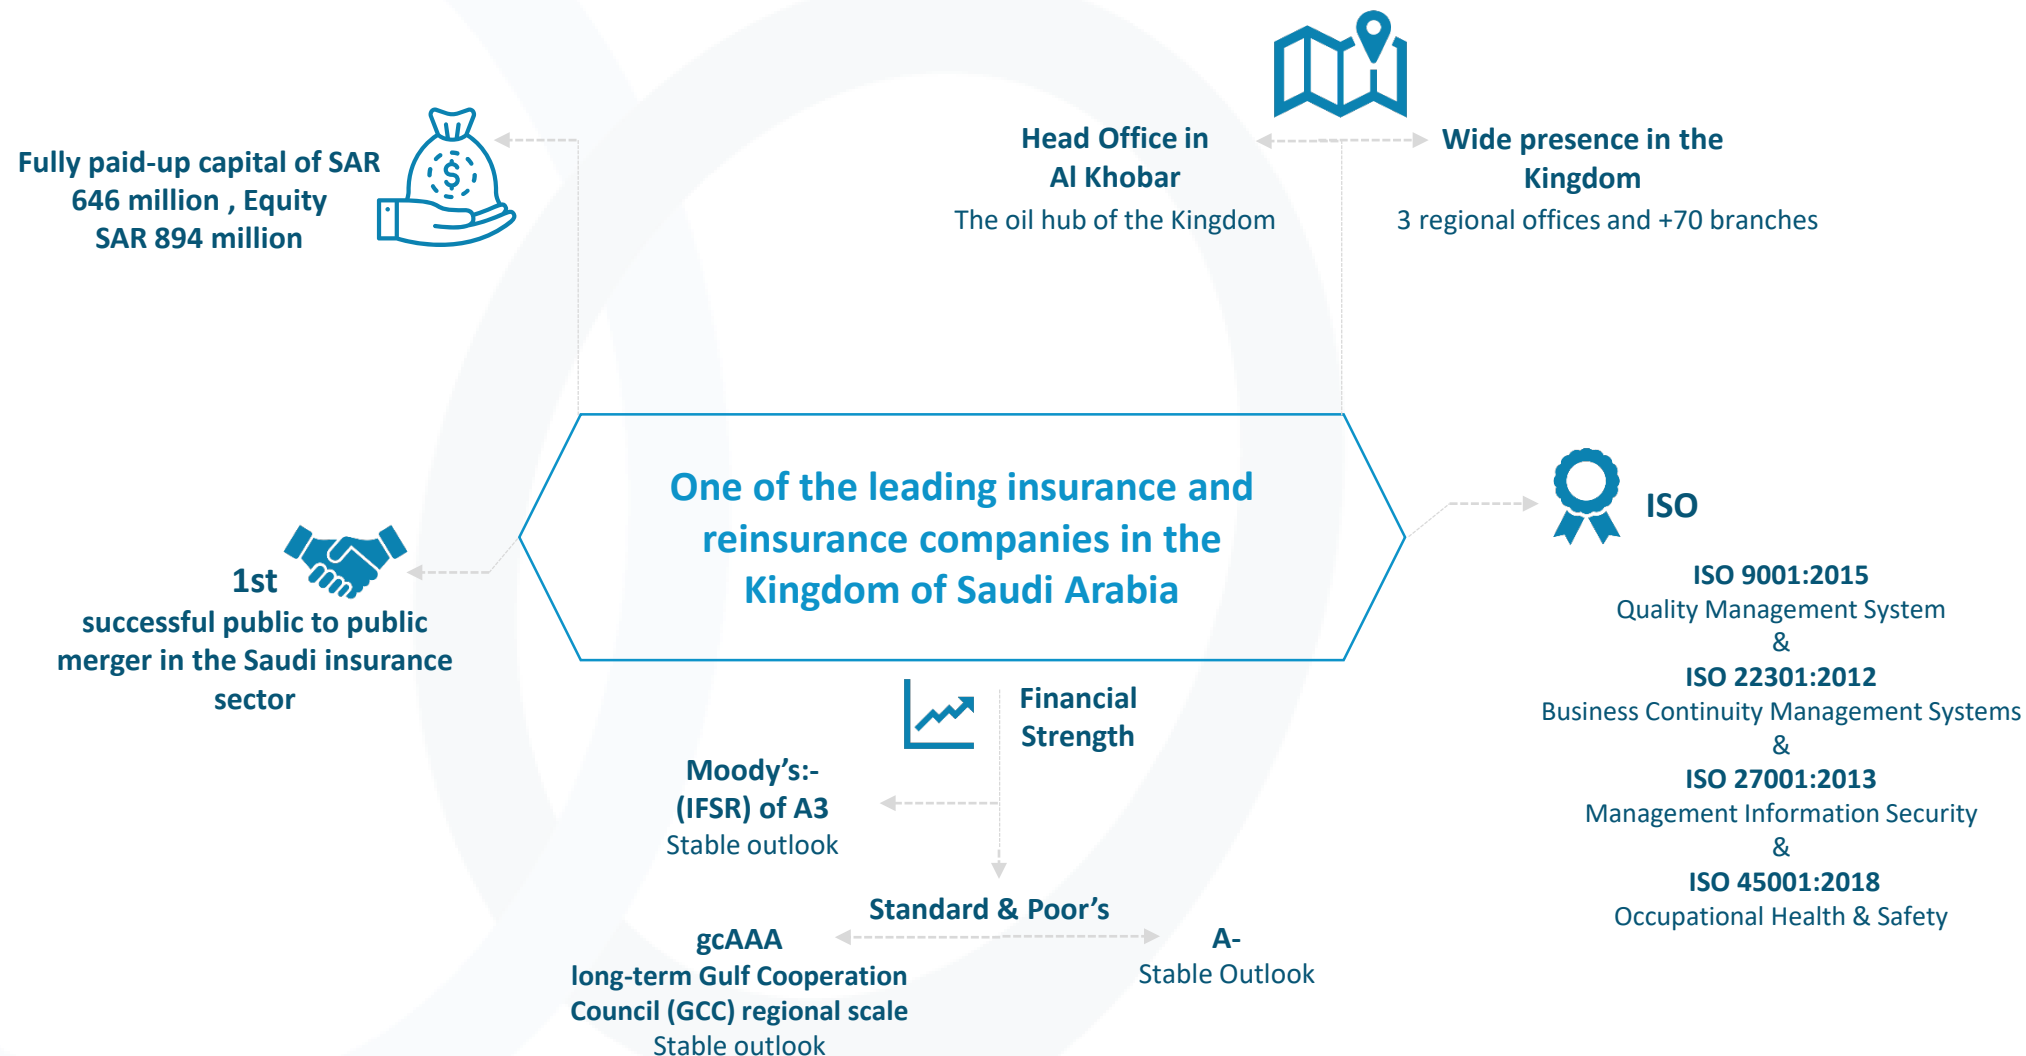 Fully paid-up capital of SAR
646 million , Equity
SAR 894 million
$
Head Office in
Al Khobar
The oil hub of the Kingdom
Wide presence in the
Kingdom
3 regional offices and +70 branches
One of the leading insurance and
reinsurance companies in the
Kingdom of Saudi Arabia
1st
successful public to public
merger in the Saudi insurance
sector
ISO
ISO 9001:2015
Quality Management System
&
ISO 22301:2012
Business Continuity Management Systems
&
ISO 27001:2013
Management Information Security
&
ISO 45001:2018
Occupational Health & Safety
Financial
Strength
Moody’s:-
(IFSR) of A3
Stable outlook
Standard & Poor’s
gcAAA
long-term Gulf Cooperation
Council (GCC) regional scale
Stable outlook
A-
Stable Outlook